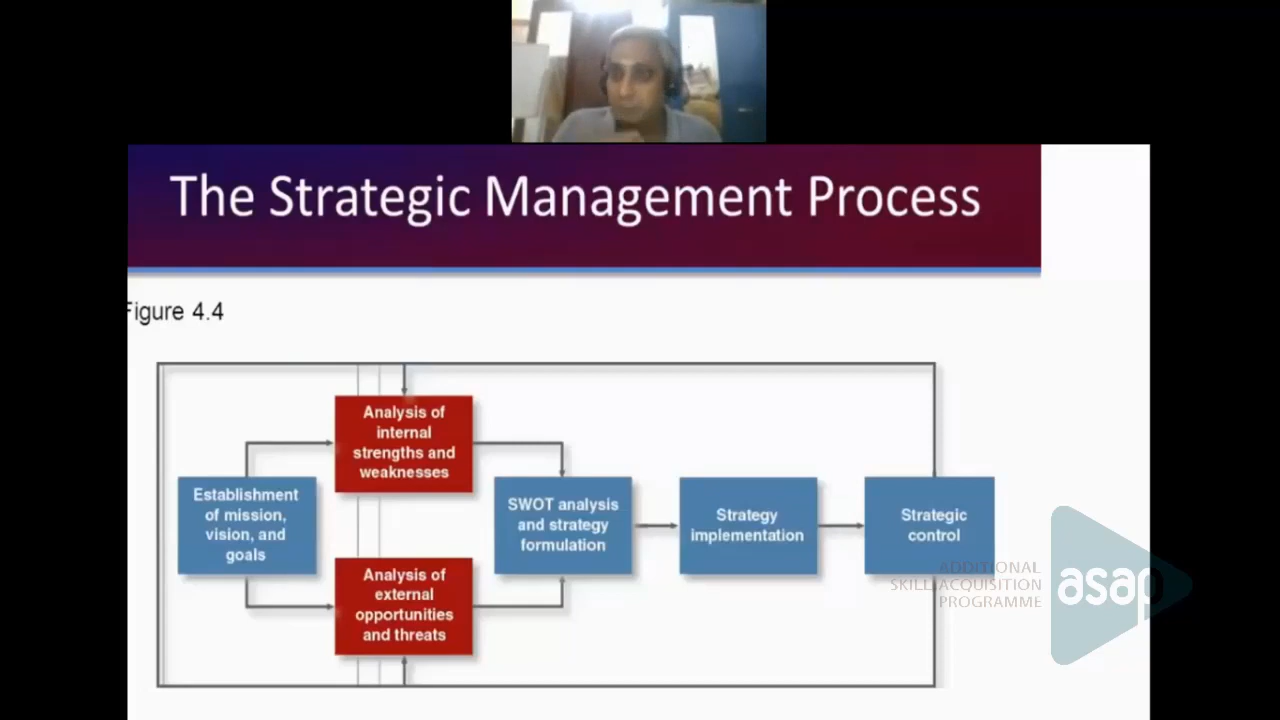 The Strategic Management Process
Figure 4.4
Analysis of
internal
strengths and
weaknesses
Establishment
of mission,
vision, and
goals
SWOT analysis
and strategy
formulation
Strategy
implementation
Strategic
control
Analysis of
external
opportunities
and threats
ADDITIONAL
SKILL ACQUISITION
PROGRAMME
asap